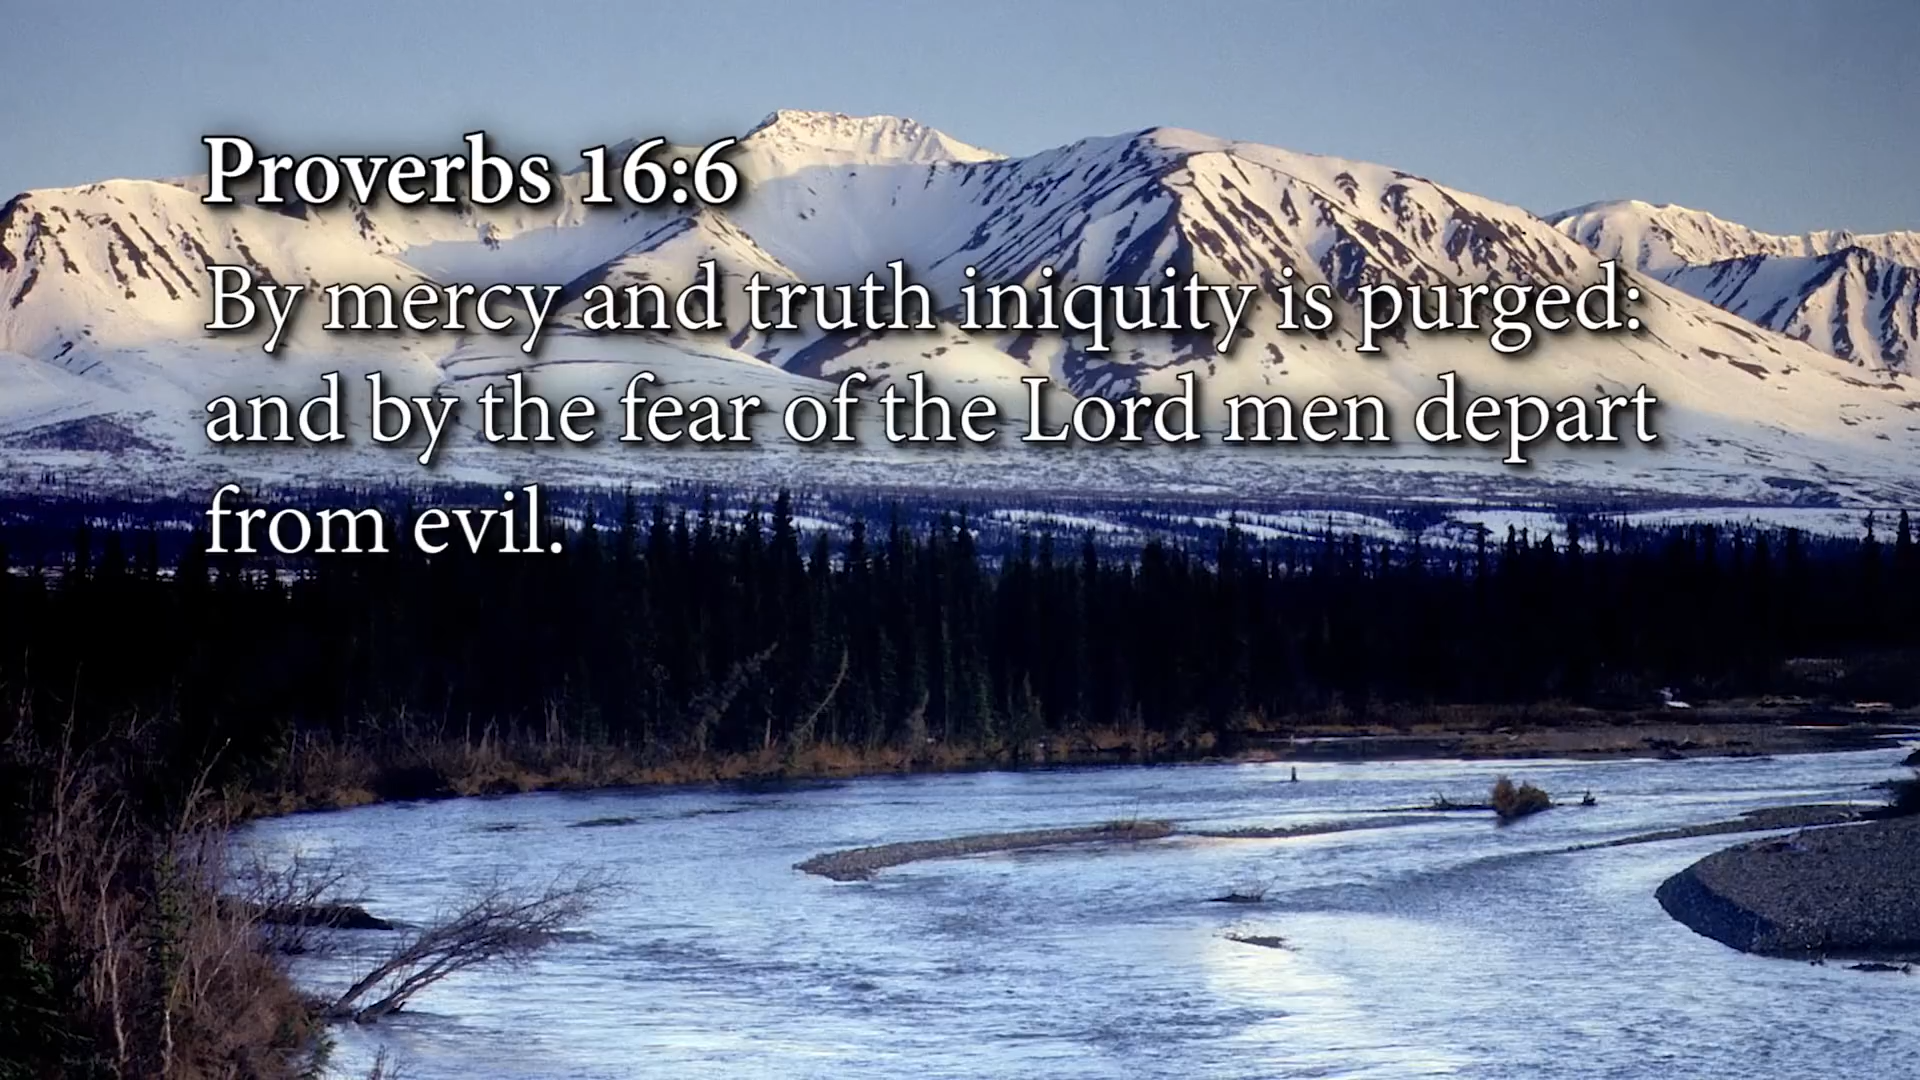 Proverbs 16:6
By mercy and truth iniquity is purged:
and by the fear of the Lord men depart
from evil.